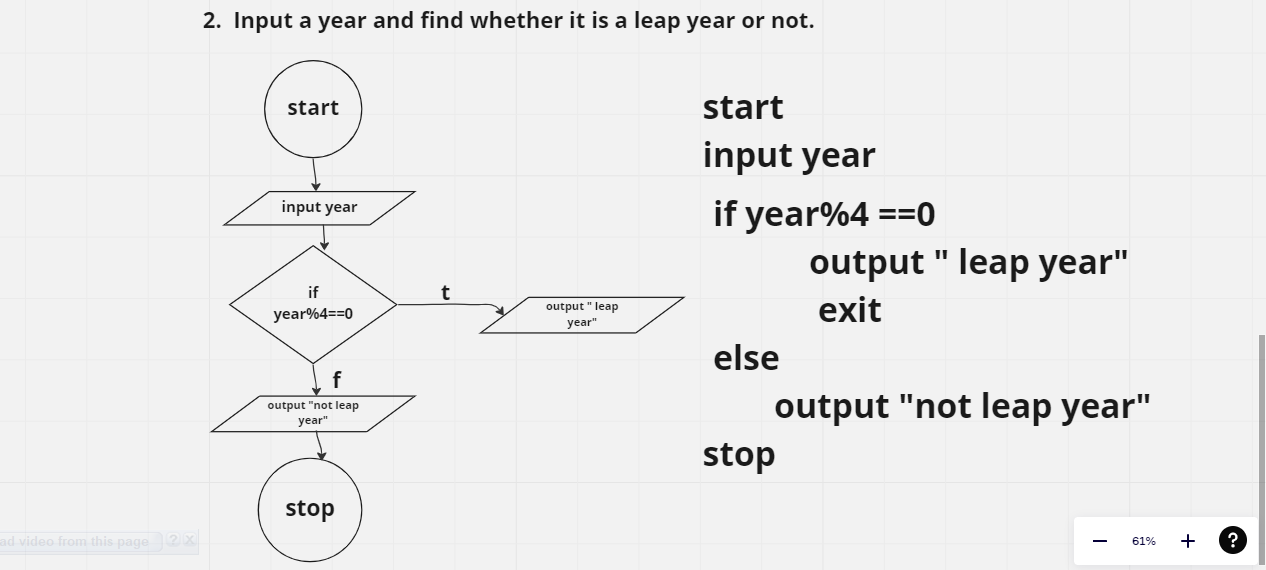 2. Input a year and find whether it is a leap year or not.
start
input year
if
year%4==0
t
output " leap
year"
f
output "not leap
year"
stop
start
input year
if year%4 ==0
output " leap year"
exit
else
output "not leap year"
stop
ad video from this page ? X
61%
?